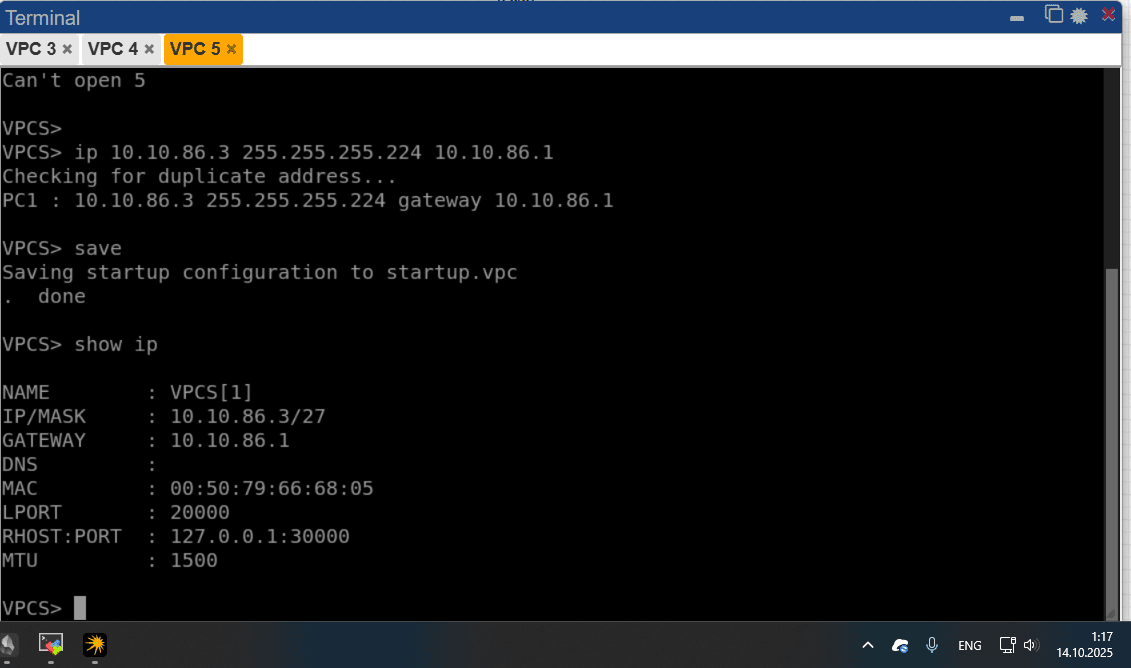 Terminal
VPC 3 × VPC 4 × VPC 5 ×
Can't open 5
VPCS>
VPCS> ip 10.10.86.3 255.255.255.224 10.10.86.1
Checking for duplicate address...
PC1 : 10.10.86.3 255.255.255.224 gateway 10.10.86.1
VPCS> save
Saving startup configuration to startup.vpc
.  done
VPCS> show ip
NAME        : VPCS[1]
IP/MASK     : 10.10.86.3/27
GATEWAY     : 10.10.86.1
DNS         :
MAC         : 00:50:79:66:68:05
LPORT       : 20000
RHOST:PORT  : 127.0.0.1:30000
MTU         : 1500
VPCS>
ENG
1:17
14.10.2025